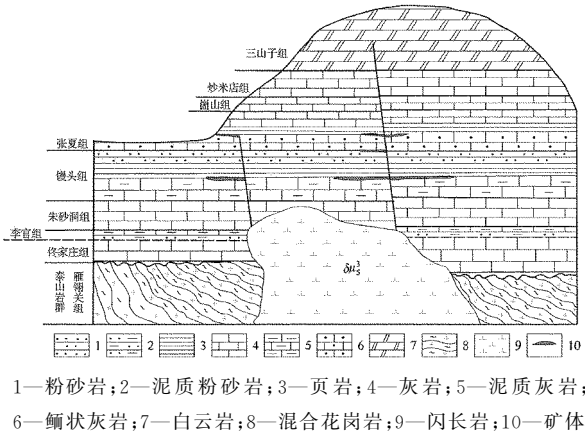 三山子组
炒米店组
崮山组
张夏组
馒头组
朱砂洞组
李官组
佟家庄组
泰山岩群
雁翎关组
δμ₅³
1 2 3 4 5 6 7 8 9 10
1—粉砂岩;2—泥质粉砂岩;3—页岩;4—灰岩;5—泥质灰岩;
6—鲕状灰岩;7—白云岩;8—混合花岗岩;9—闪长岩;10—矿体